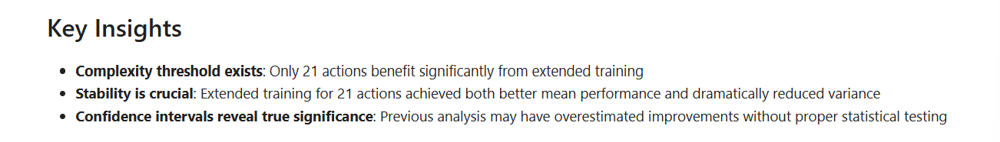 Key Insights
Complexity threshold exists: Only 21 actions benefit significantly from extended training
Stability is crucial: Extended training for 21 actions achieved both better mean performance and dramatically reduced variance
Confidence intervals reveal true significance: Previous analysis may have overestimated improvements without proper statistical testing